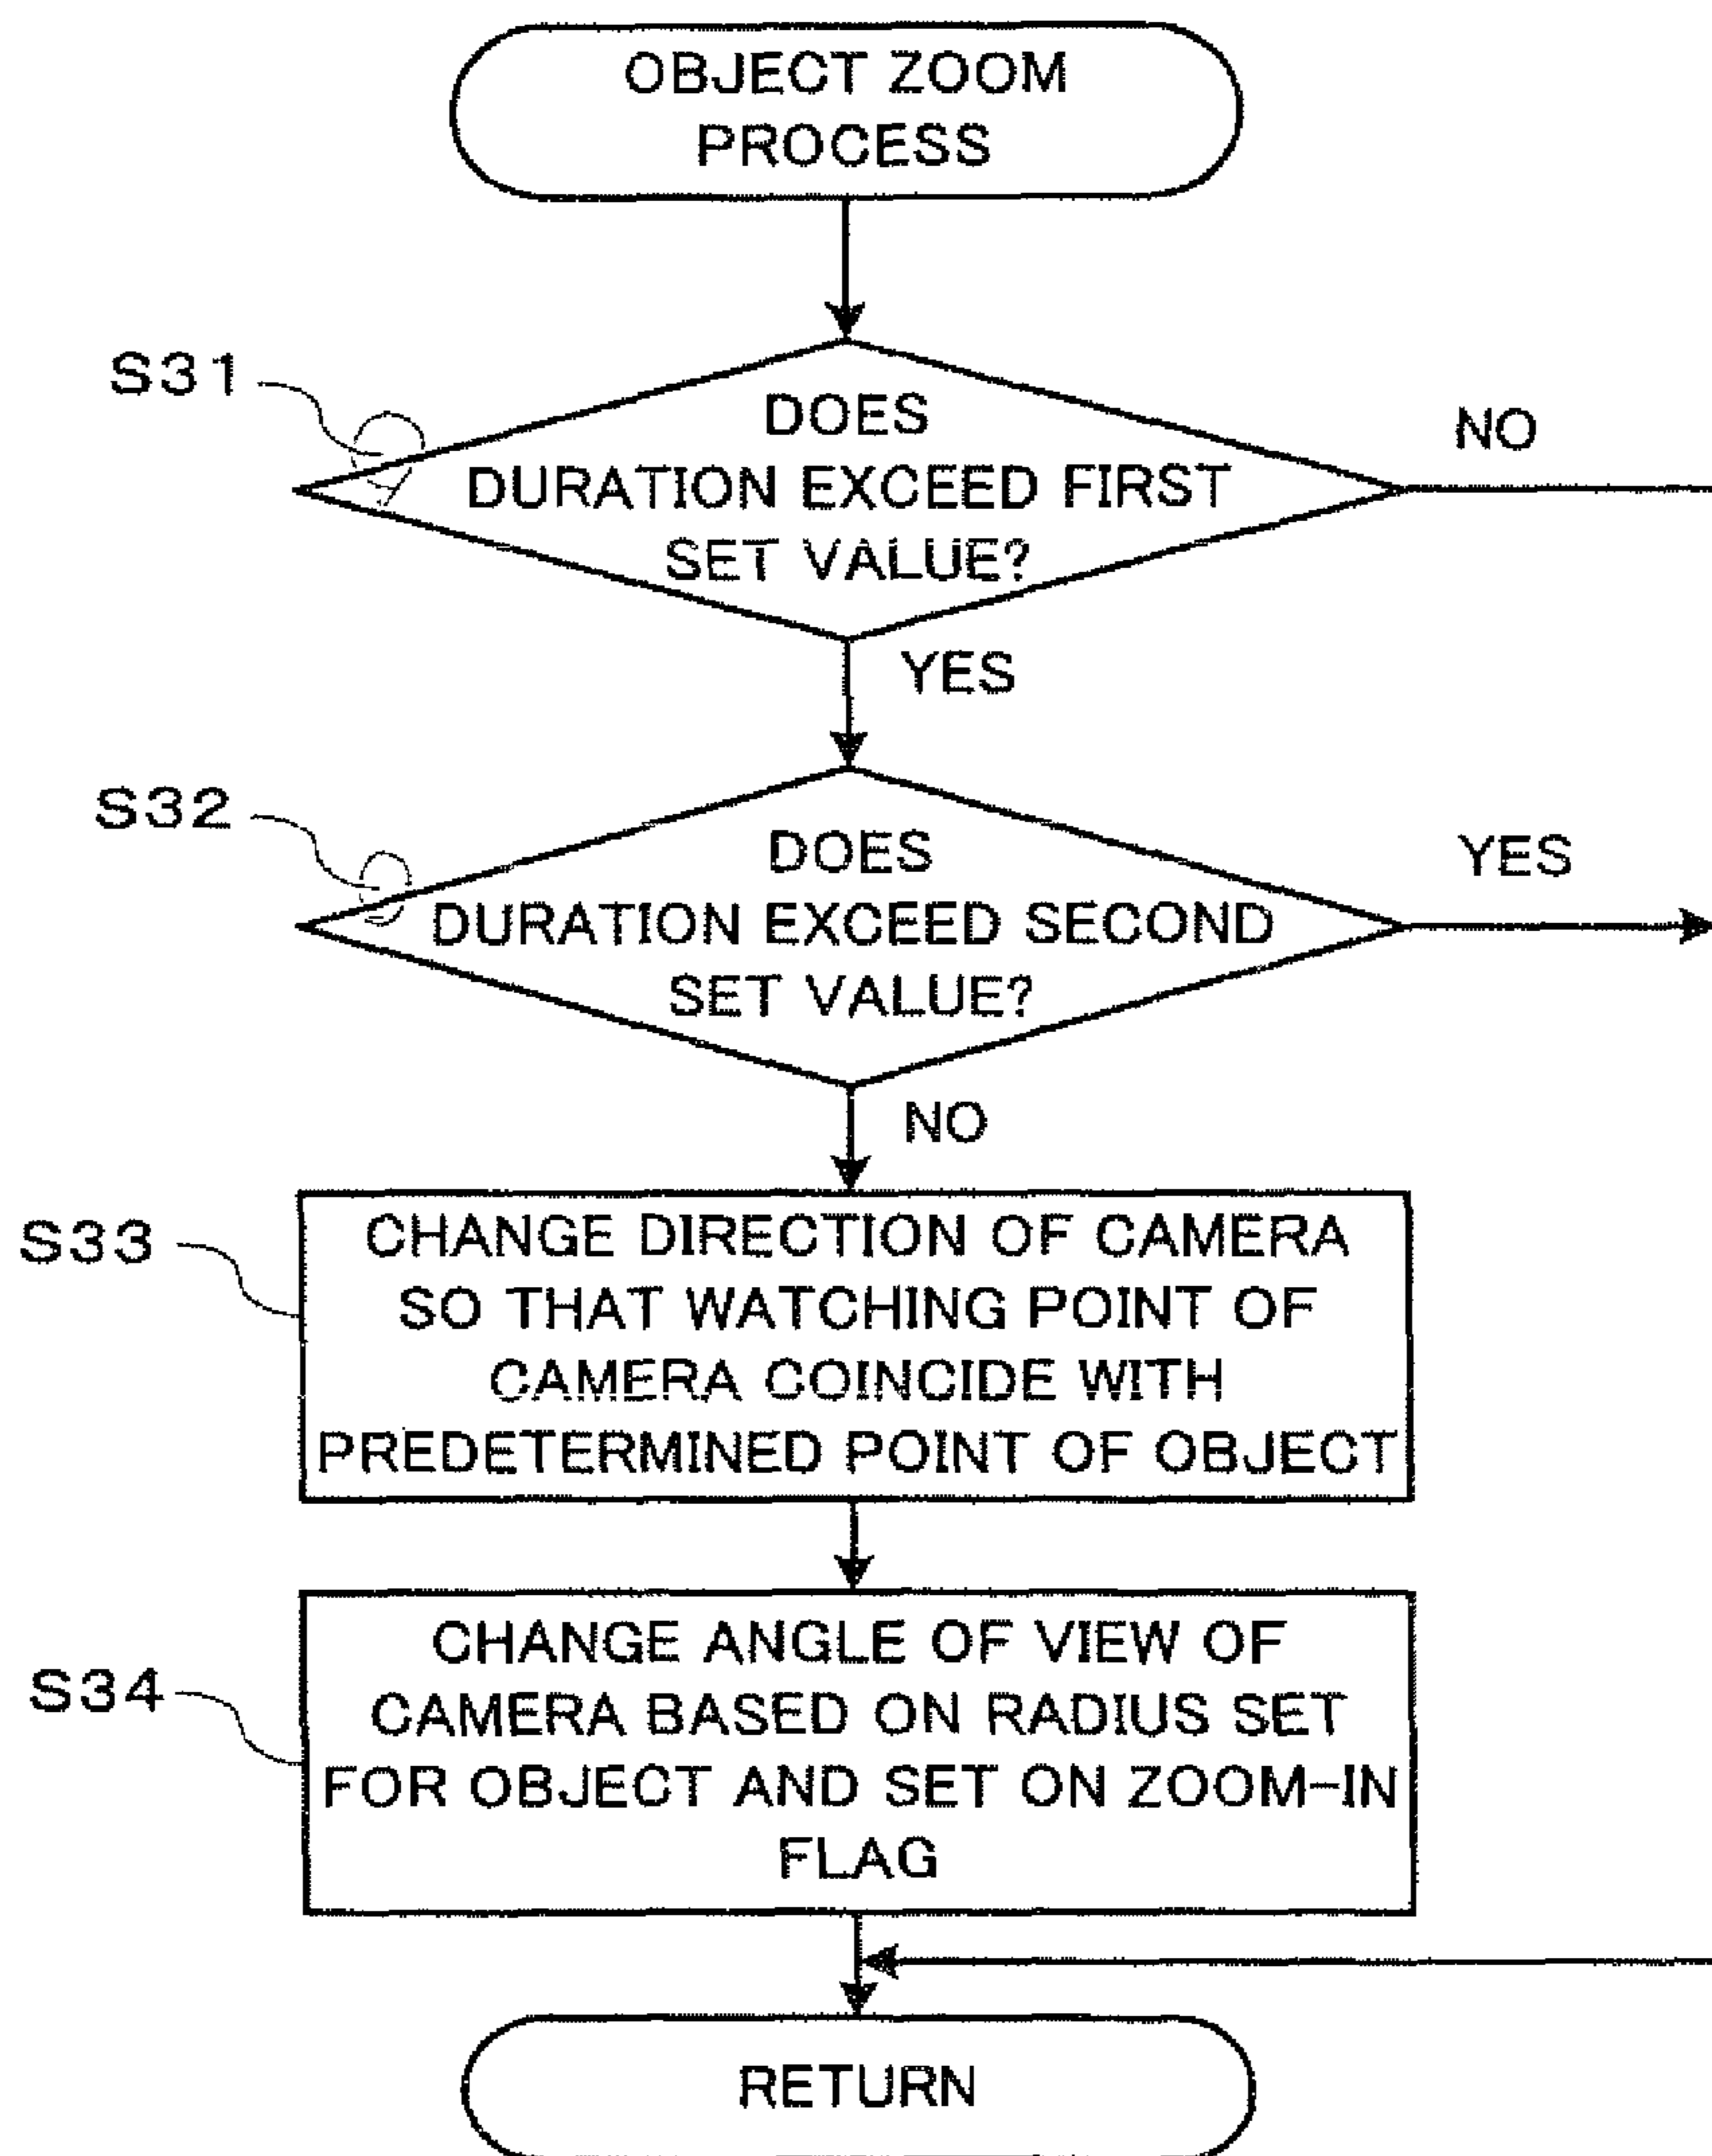 OBJECT ZOOM
PROCESS
S31
DOES
DURATION EXCEED FIRST
SET VALUE?
NO
YES
S32
DOES
DURATION EXCEED SECOND
SET VALUE?
YES
NO
S33
CHANGE DIRECTION OF CAMERA
SO THAT WATCHING POINT OF
CAMERA COINCIDE WITH
PREDETERMINED POINT OF OBJECT
S34
CHANGE ANGLE OF VIEW OF
CAMERA BASED ON RADIUS SET
FOR OBJECT AND SET ON ZOOM-IN
FLAG
RETURN